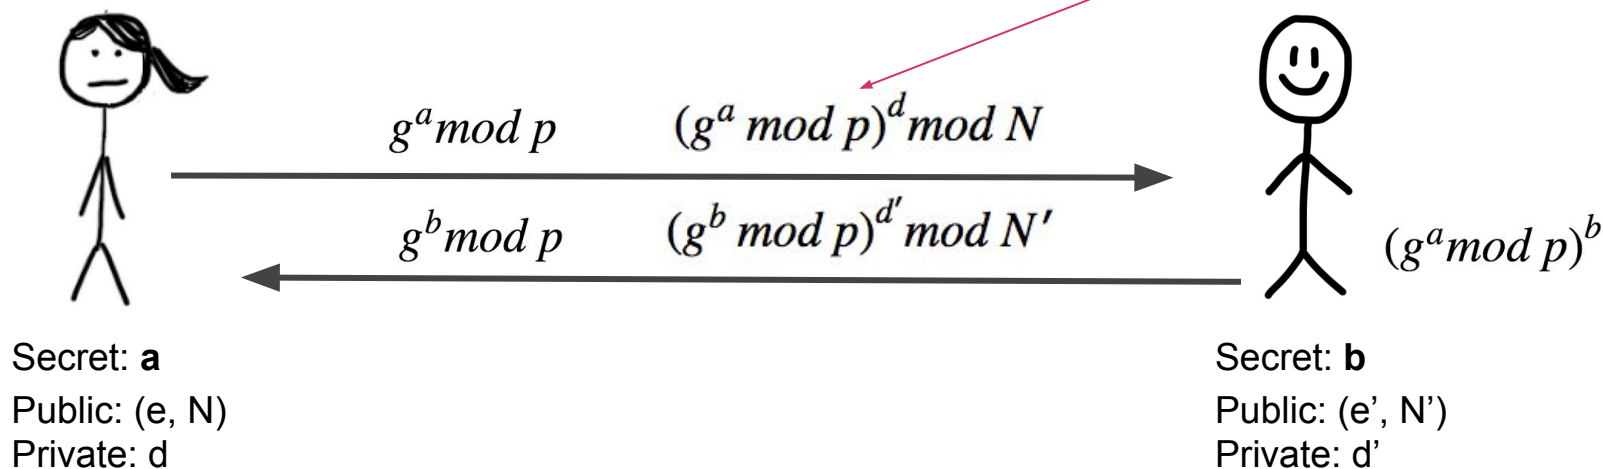 g^a mod p (g^a mod p)^d mod N
g^b mod p (g^b mod p)^d' mod N'
(g^a mod p)^b
Secret: a
Public: (e, N)
Private: d
Secret: b
Public: (e’, N’)
Private: d’